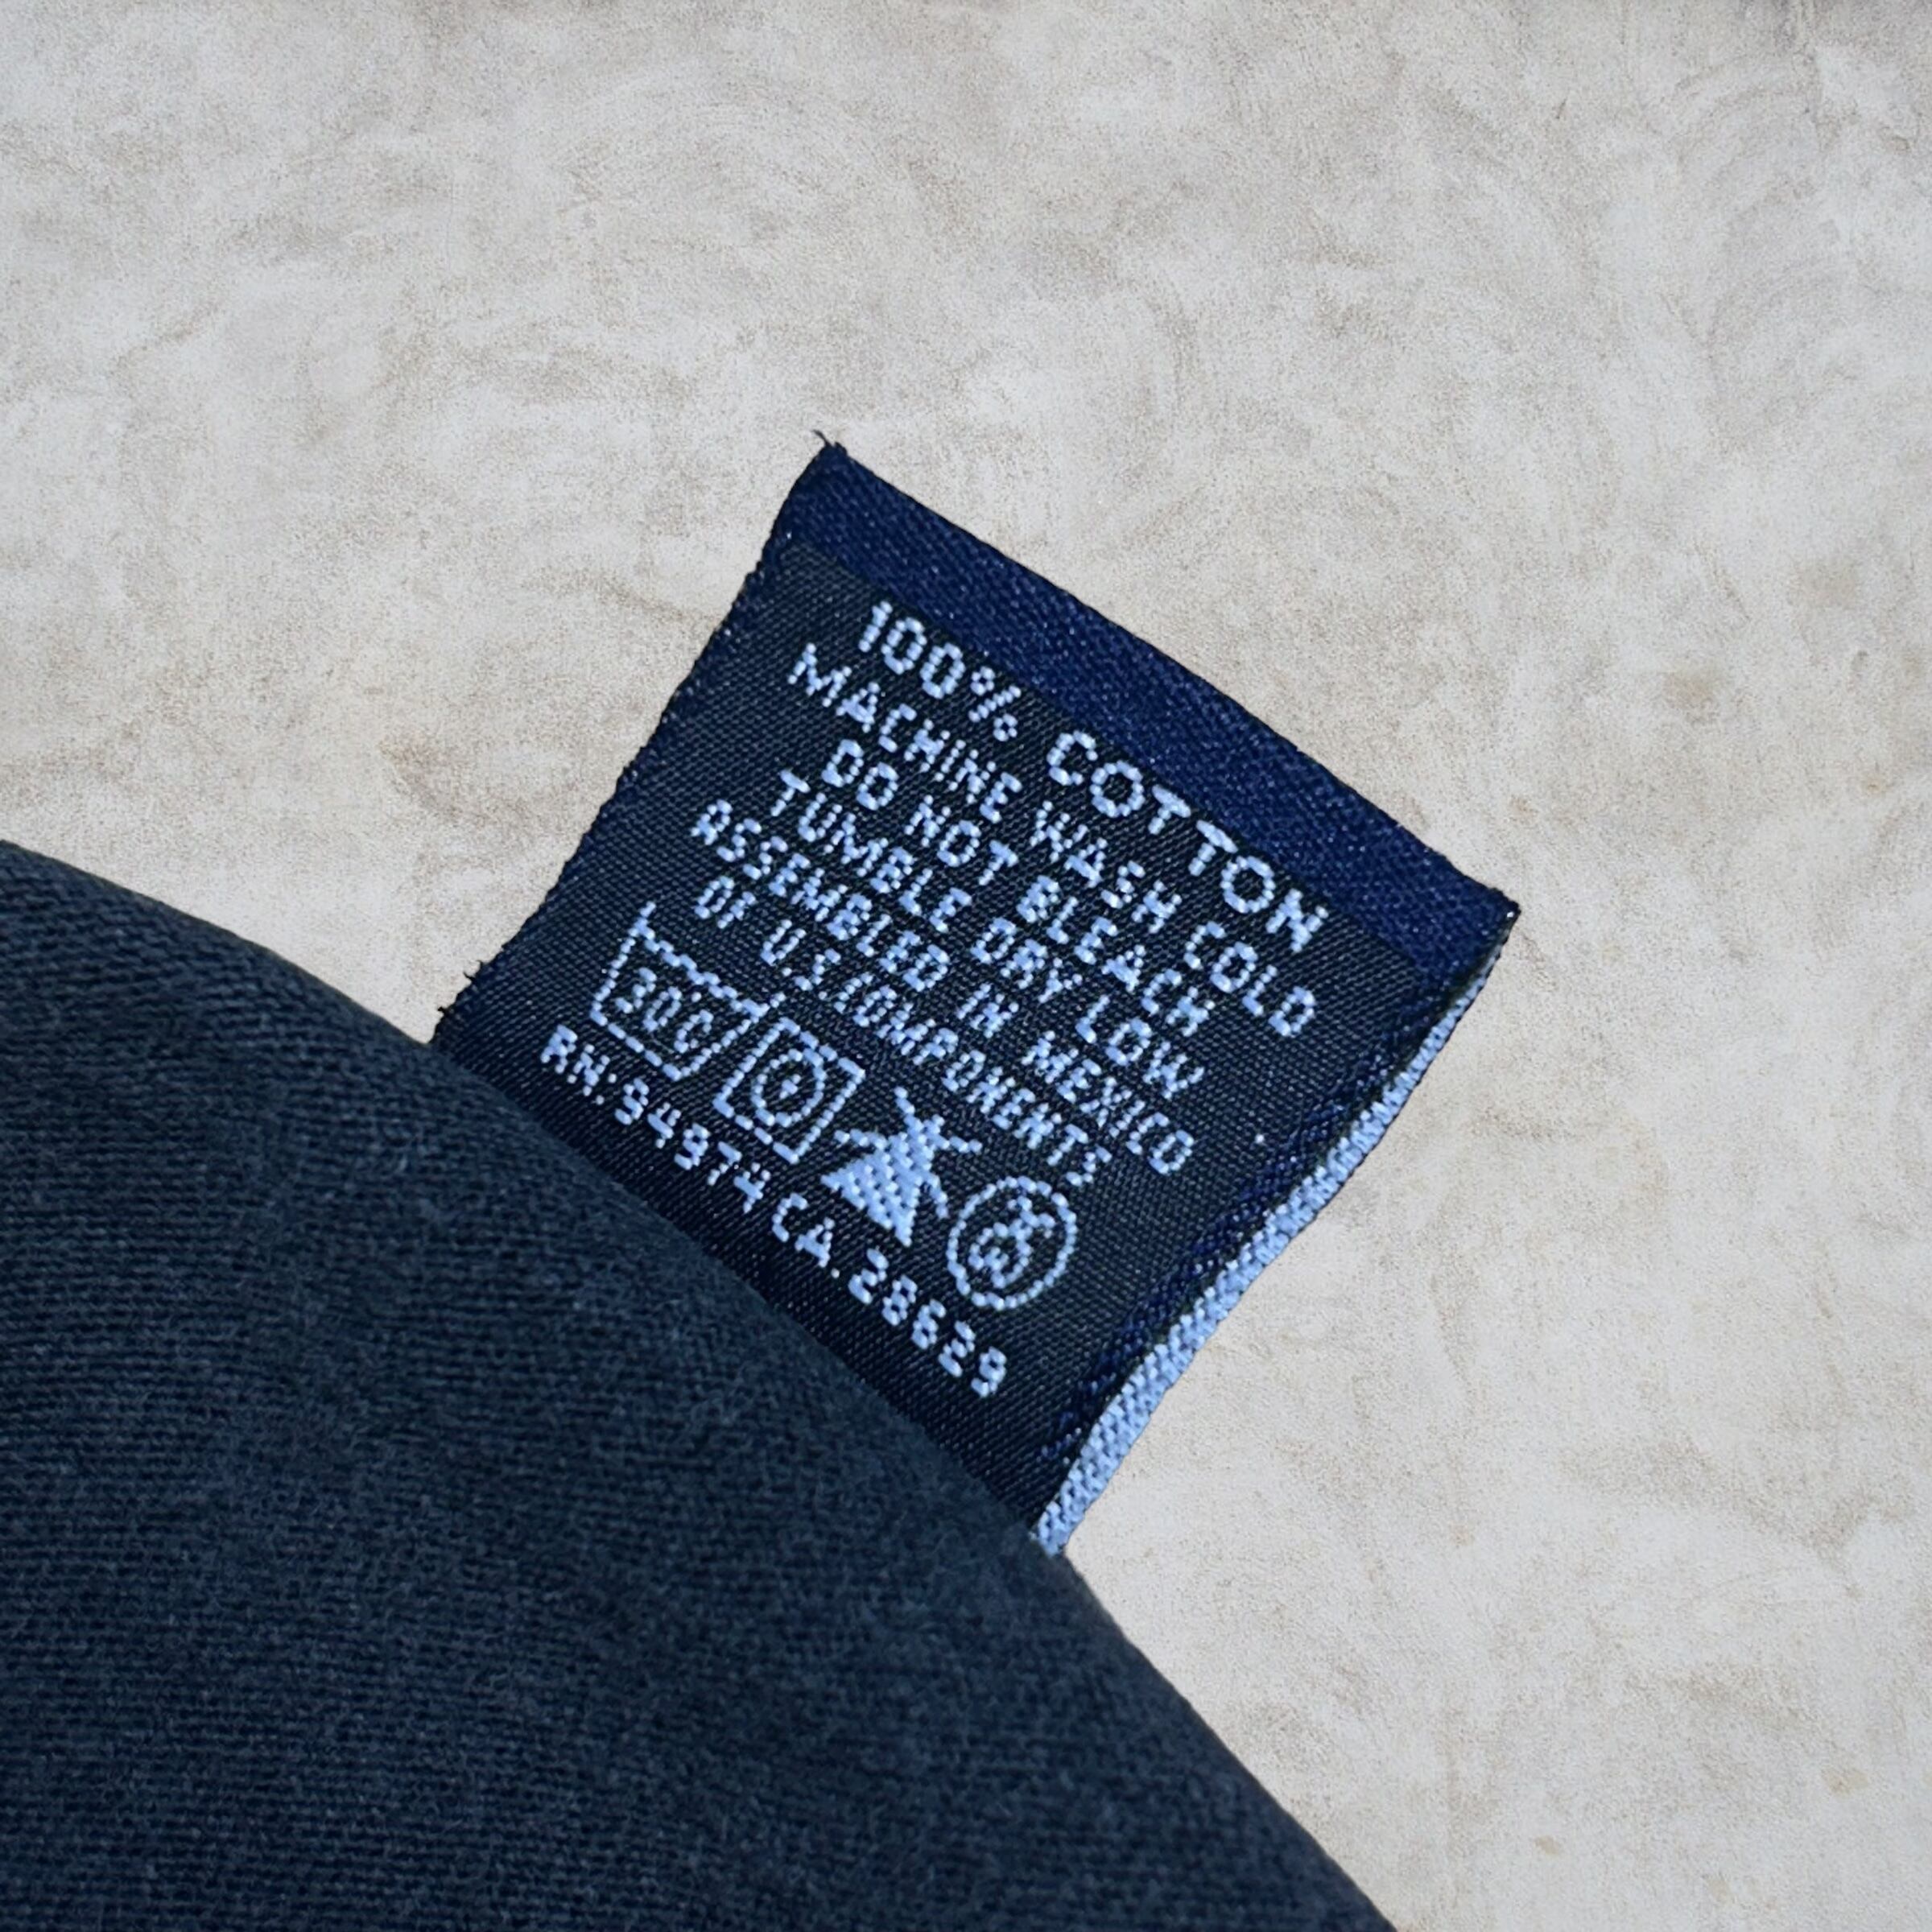 100% COTTON
MACHINE WASH COLD
DO NOT BLEACH
TUMBLE DRY LOW
ASSEMBLED IN MEXICO
OF U.S.COMPONENTS
30°C
RN:94974 CA.28629